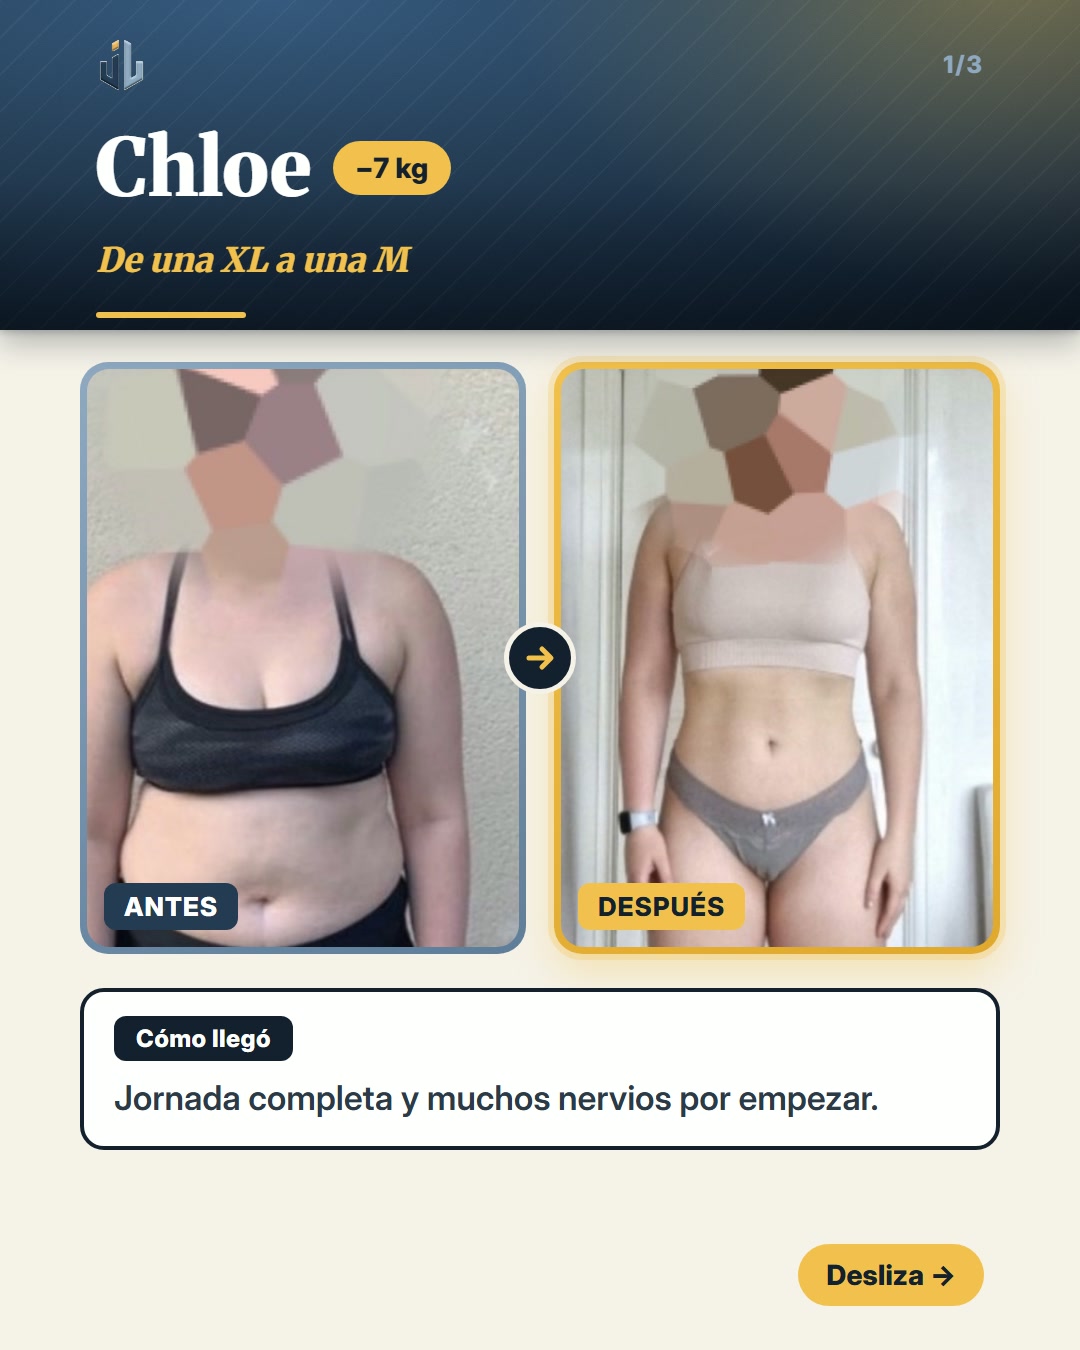 1/3
Chloe
–7 kg
De una XL a una M
ANTES
DESPUÉS
Cómo llegó
Jornada completa y muchos nervios por empezar.
Desliza →